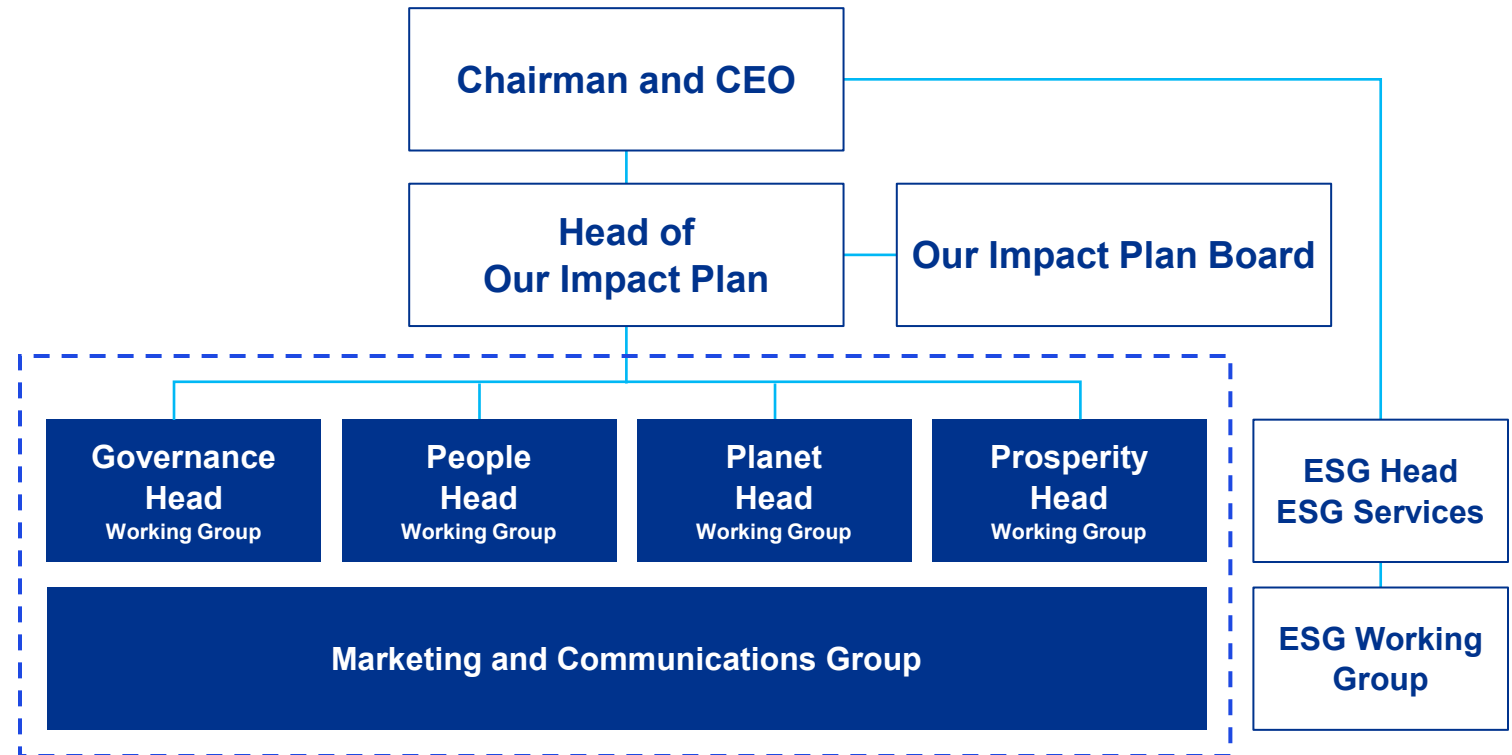 Chairman and CEO
Head of
Our Impact Plan
Our Impact Plan Board
Governance
Head
Working Group
People
Head
Working Group
Planet
Head
Working Group
Prosperity
Head
Working Group
ESG Head
ESG Services
Marketing and Communications Group
ESG Working
Group